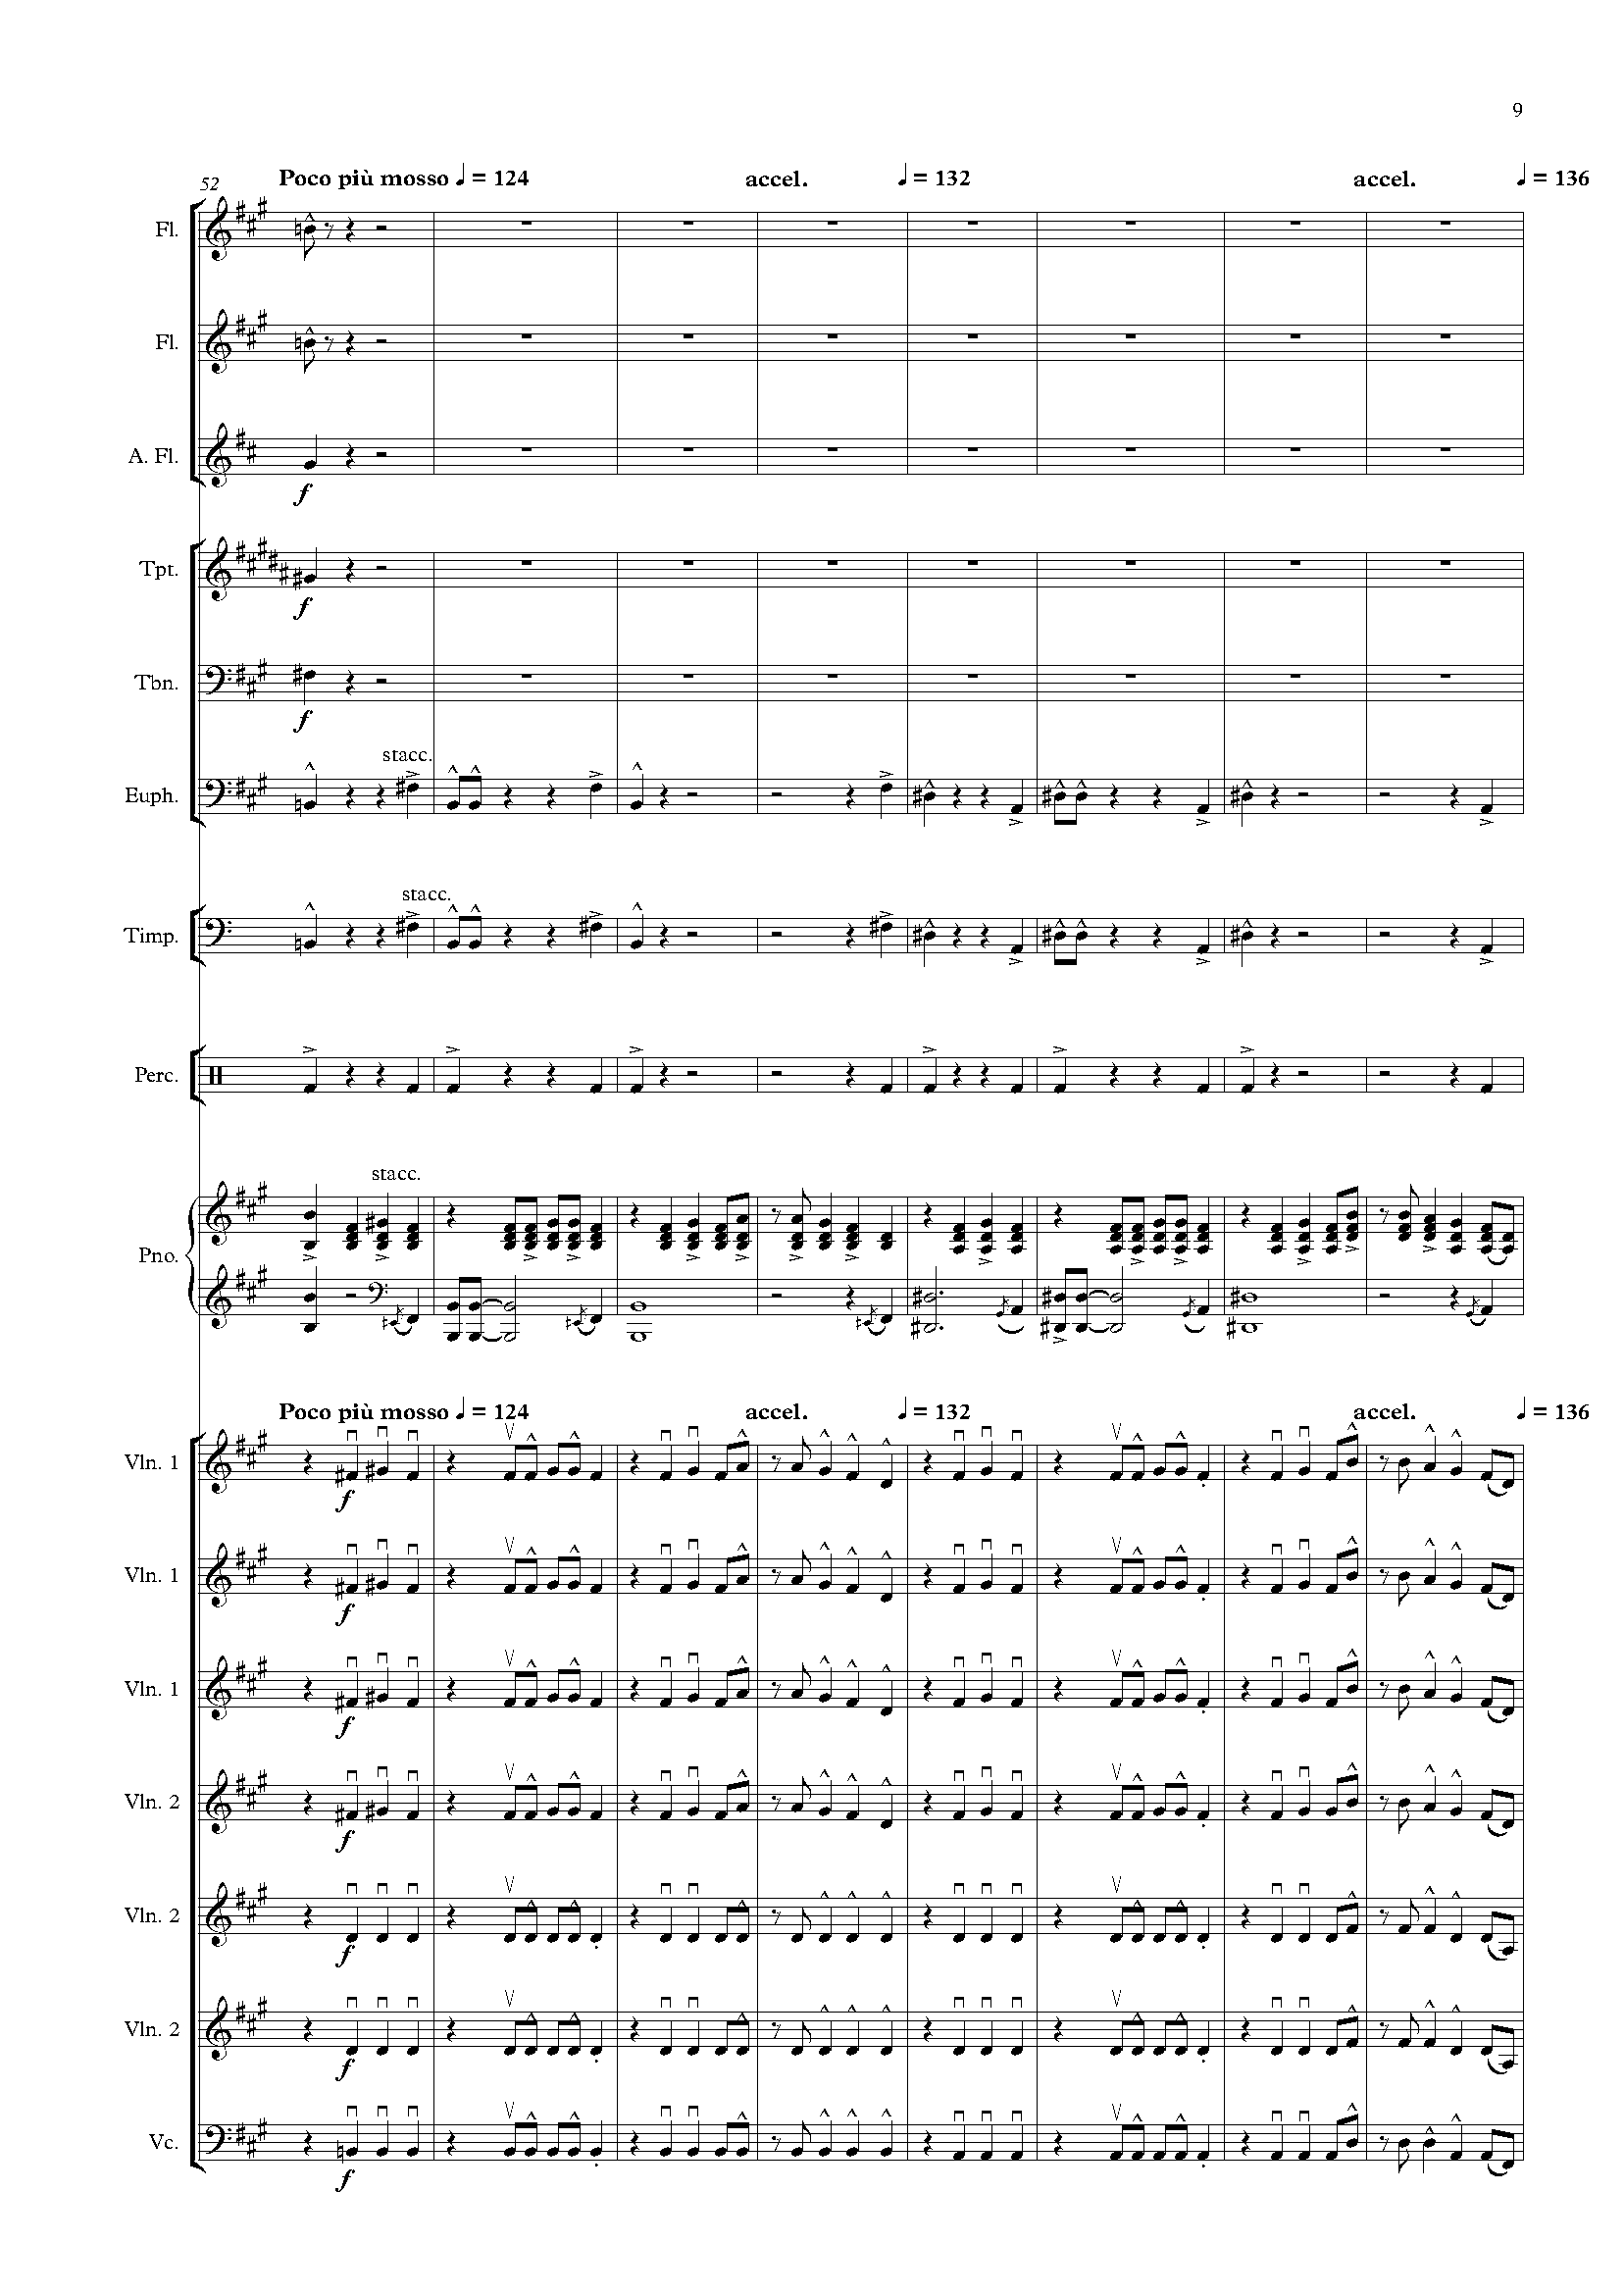 9
52
Poco più mosso ♩ = 124 accel. ♩ = 132 accel. ♩ = 136
Fl.
Fl.
A. Fl.
f
Tpt.
f
Tbn.
f
stacc.
Euph.
stacc.
Timp.
Perc.
stacc.
Pno.
Poco più mosso ♩ = 124 accel. ♩ = 132 accel. ♩ = 136
Vln. 1
f
Vln. 1
f
Vln. 1
f
Vln. 2
f
Vln. 2
f
Vln. 2
f
Vc.
f